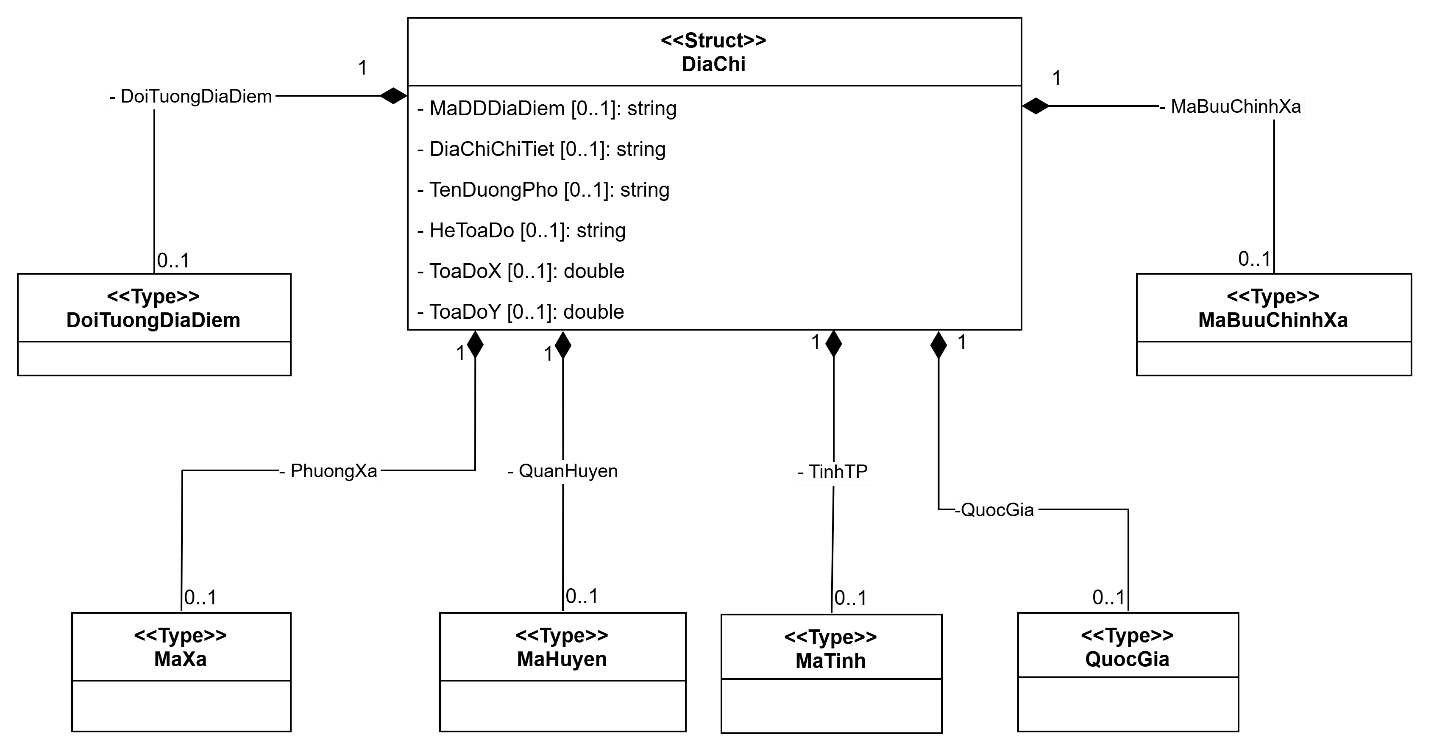 <<Struct>>
DiaChi
- MaDDDiaDiem [0..1]: string
- DiaChiChiTiet [0..1]: string
- TenDuongPho [0..1]: string
- HeToaDo [0..1]: string
- ToaDoX [0..1]: double
- ToaDoY [0..1]: double
1
- DoiTuongDiaDiem
0..1
<<Type>>
DoiTuongDiaDiem
1
- MaBuuChinhXa
0..1
<<Type>>
MaBuuChinhXa
1
- PhuongXa
0..1
<<Type>>
MaXa
1
- QuanHuyen
0..1
<<Type>>
MaHuyen
1
- TinhTP
0..1
<<Type>>
MaTinh
1
-QuocGia
0..1
<<Type>>
QuocGia